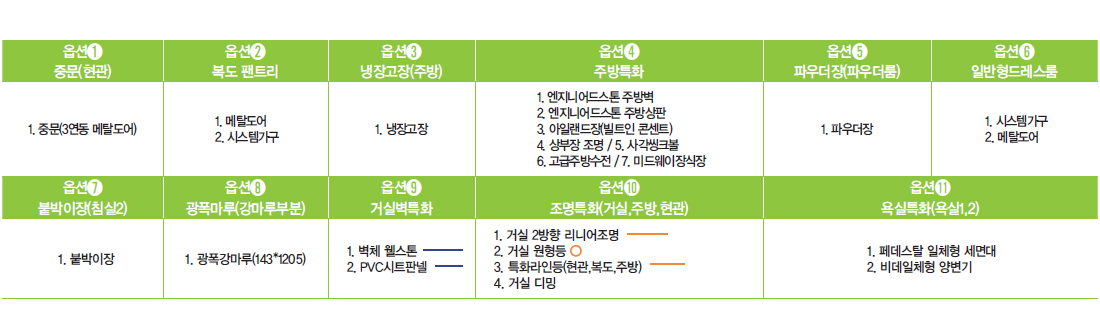 옵션❶
중문(현관)
옵션❷
복도 팬트리
옵션❸
냉장고장(주방)
옵션❹
주방특화
옵션❺
파우더장(파우더룸)
옵션❻
일반형드레스룸
1. 중문(3연동 메탈도어)
1. 메탈도어
2. 시스템가구
1. 냉장고장
1. 엔지니어드스톤 주방벽
2. 엔지니어드스톤 주방상판
3. 아일랜드장(빌트인 콘센트)
4. 상부장 조명 / 5. 사각씽크볼
6. 고급주방수전 / 7. 미드웨이장식장
1. 파우더장
1. 시스템가구
2. 메탈도어
옵션❼
붙박이장(침실2)
옵션❽
광폭마루(강마루부분)
옵션❾
거실벽특화
옵션❿
조명특화(거실,주방,현관)
옵션⓫
욕실특화(욕실1,2)
1. 붙박이장
1. 광폭강마루(143*1205)
1. 벽체 웰스톤
2. PVC시트판넬
1. 거실 2방향 리니어조명
2. 거실 원형등
3. 특화라인등(현관,복도,주방)
4. 거실 디밍
1. 페데스탈 일체형 세면대
2. 비데일체형 양변기